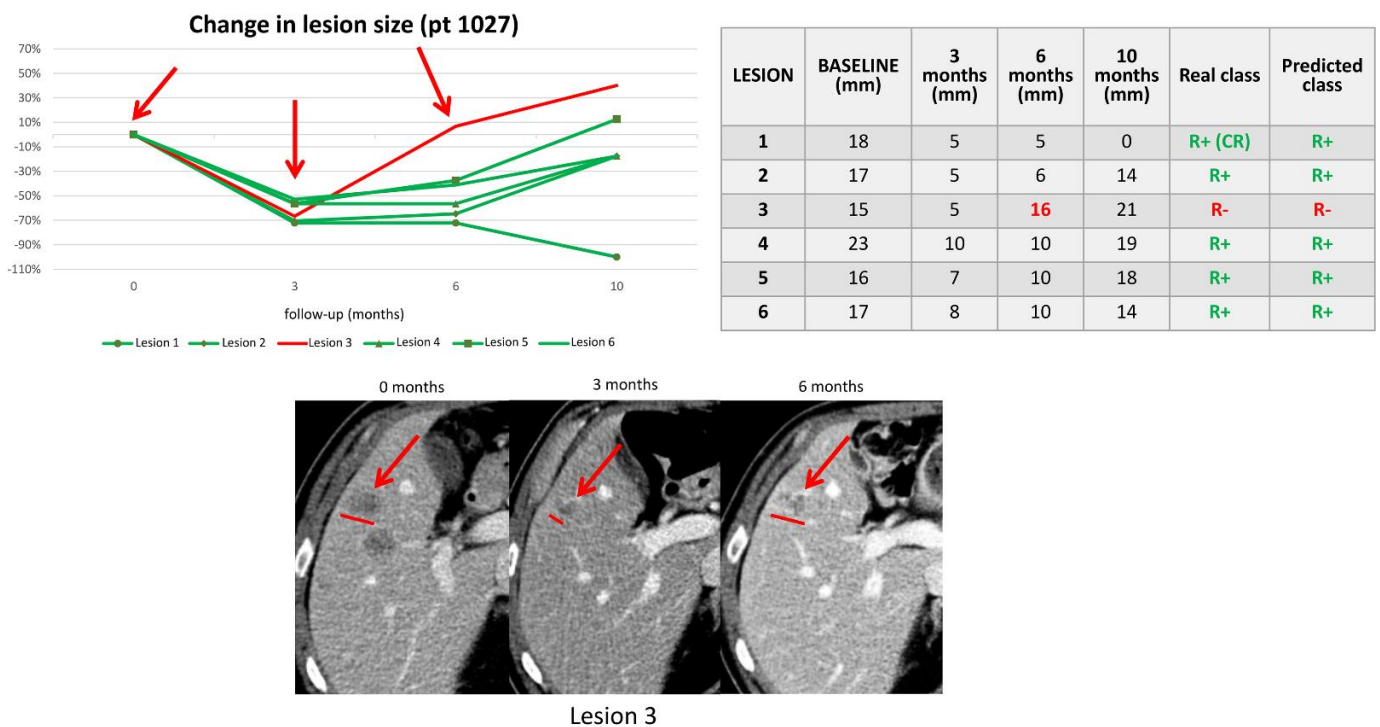 Change in lesion size (pt 1027)
70%
50%
30%
10%
-10%
-30%
-50%
-70%
-90%
-110%
0 3 6 10
follow-up (months)
Lesion 1 Lesion 2 Lesion 3 Lesion 4 Lesion 5 Lesion 6
LESION BASELINE (mm) 3 months (mm) 6 months (mm) 10 months (mm) Real class Predicted class
1 18 5 5 0 R+ (CR) R+
2 17 5 6 14 R+ R+
3 15 5 16 21 R- R-
4 23 10 10 19 R+ R+
5 16 7 10 18 R+ R+
6 17 8 10 14 R+ R+
0 months 3 months 6 months
Lesion 3